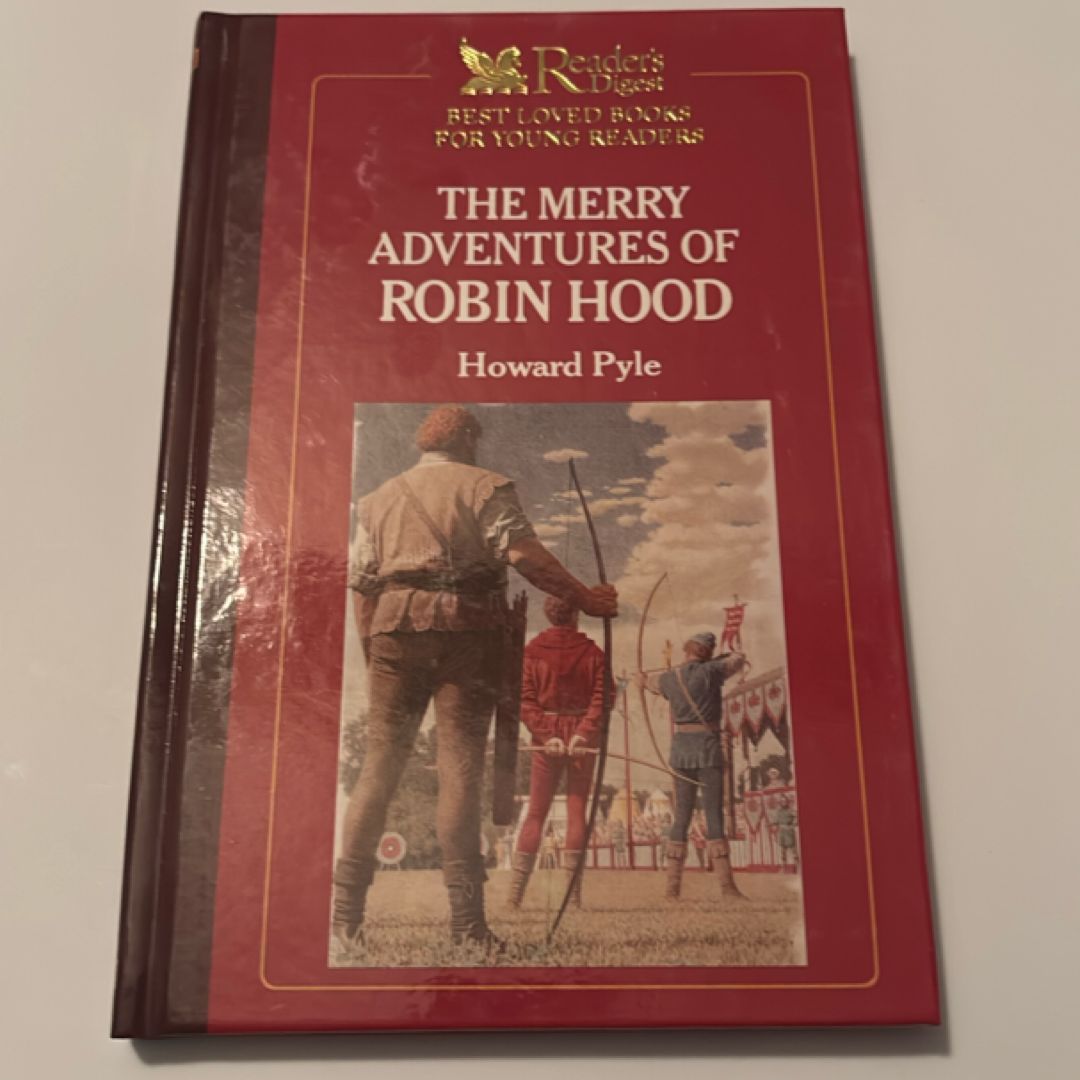 Reader's
Digest
BEST LOVED BOOKS
FOR YOUNG READERS
THE MERRY
ADVENTURES OF
ROBIN HOOD
Howard Pyle